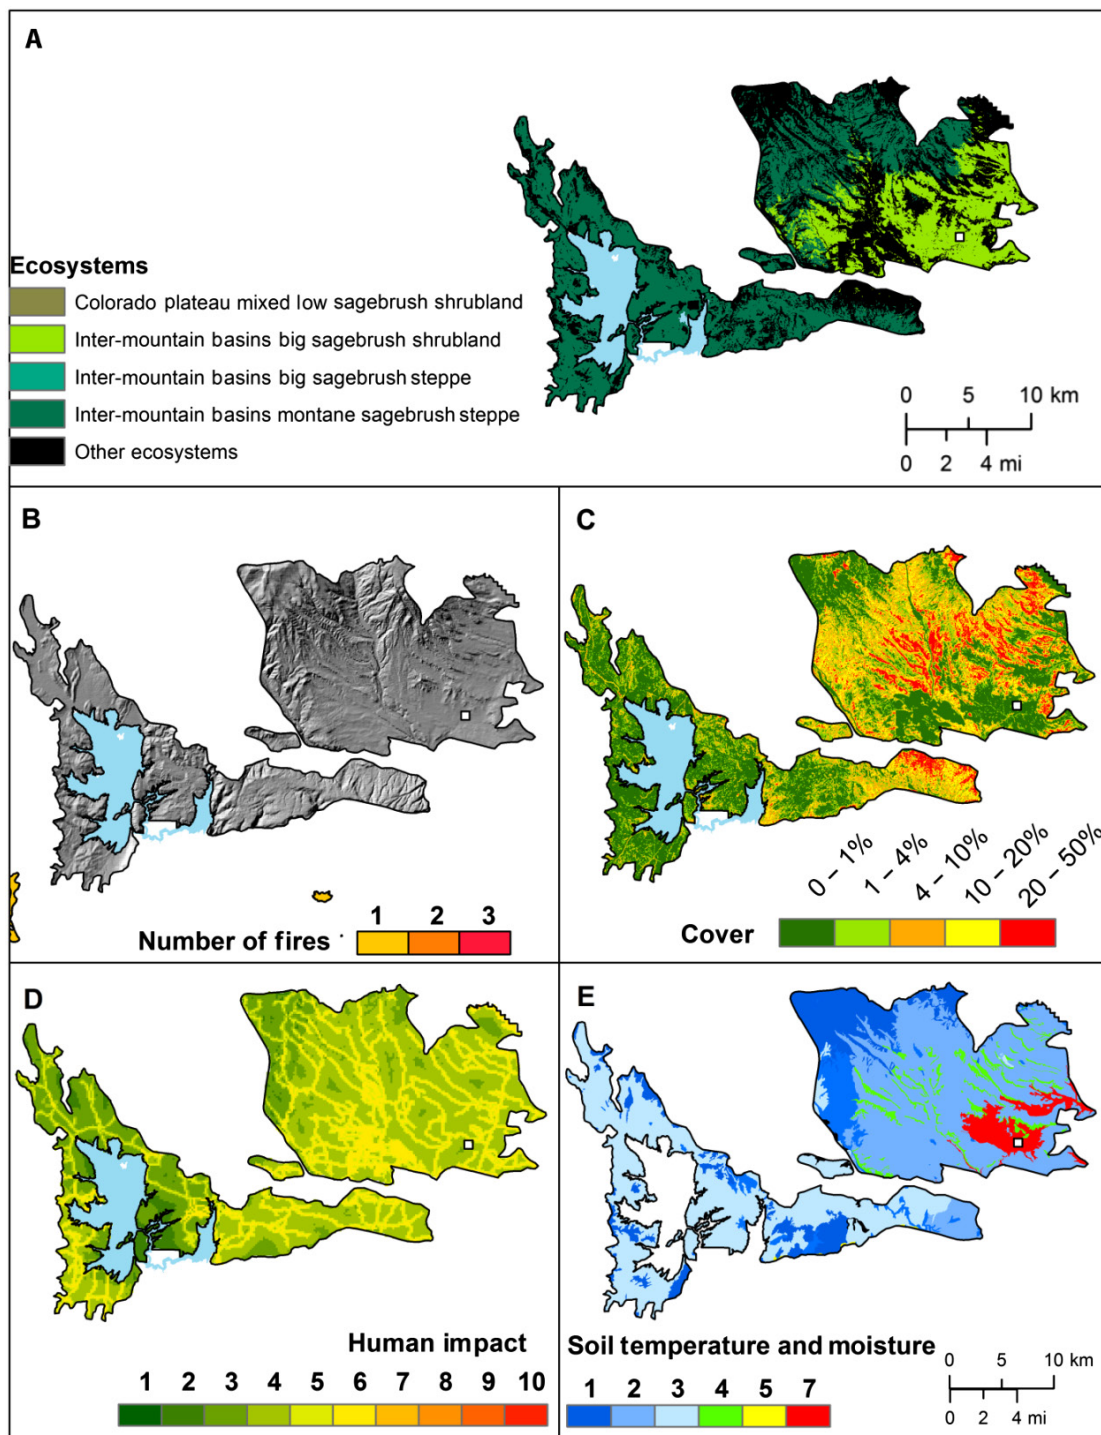 A
Ecosystems
Colorado plateau mixed low sagebrush shrubland
Inter-mountain basins big sagebrush shrubland
Inter-mountain basins big sagebrush steppe
Inter-mountain basins montane sagebrush steppe
Other ecosystems
0 5 10 km
0 2 4 mi
B
Number of fires
1 2 3
C
Cover
0 – 1% 1 – 4% 4 – 10% 10 – 20% 20 – 50%
D
Human impact
1 2 3 4 5 6 7 8 9 10
E
Soil temperature and moisture
1 2 3 4 5 7
0 5 10 km
0 2 4 mi